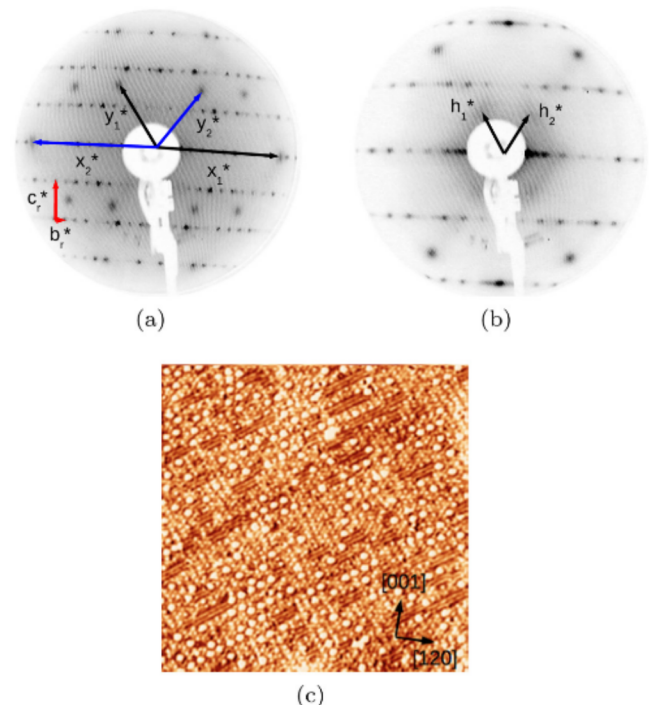 y₁*
y₂*
x₂*
x₁*
cᵣ*
bᵣ*
(a)
h₁*
h₂*
(b)
[001]
[120]
(c)